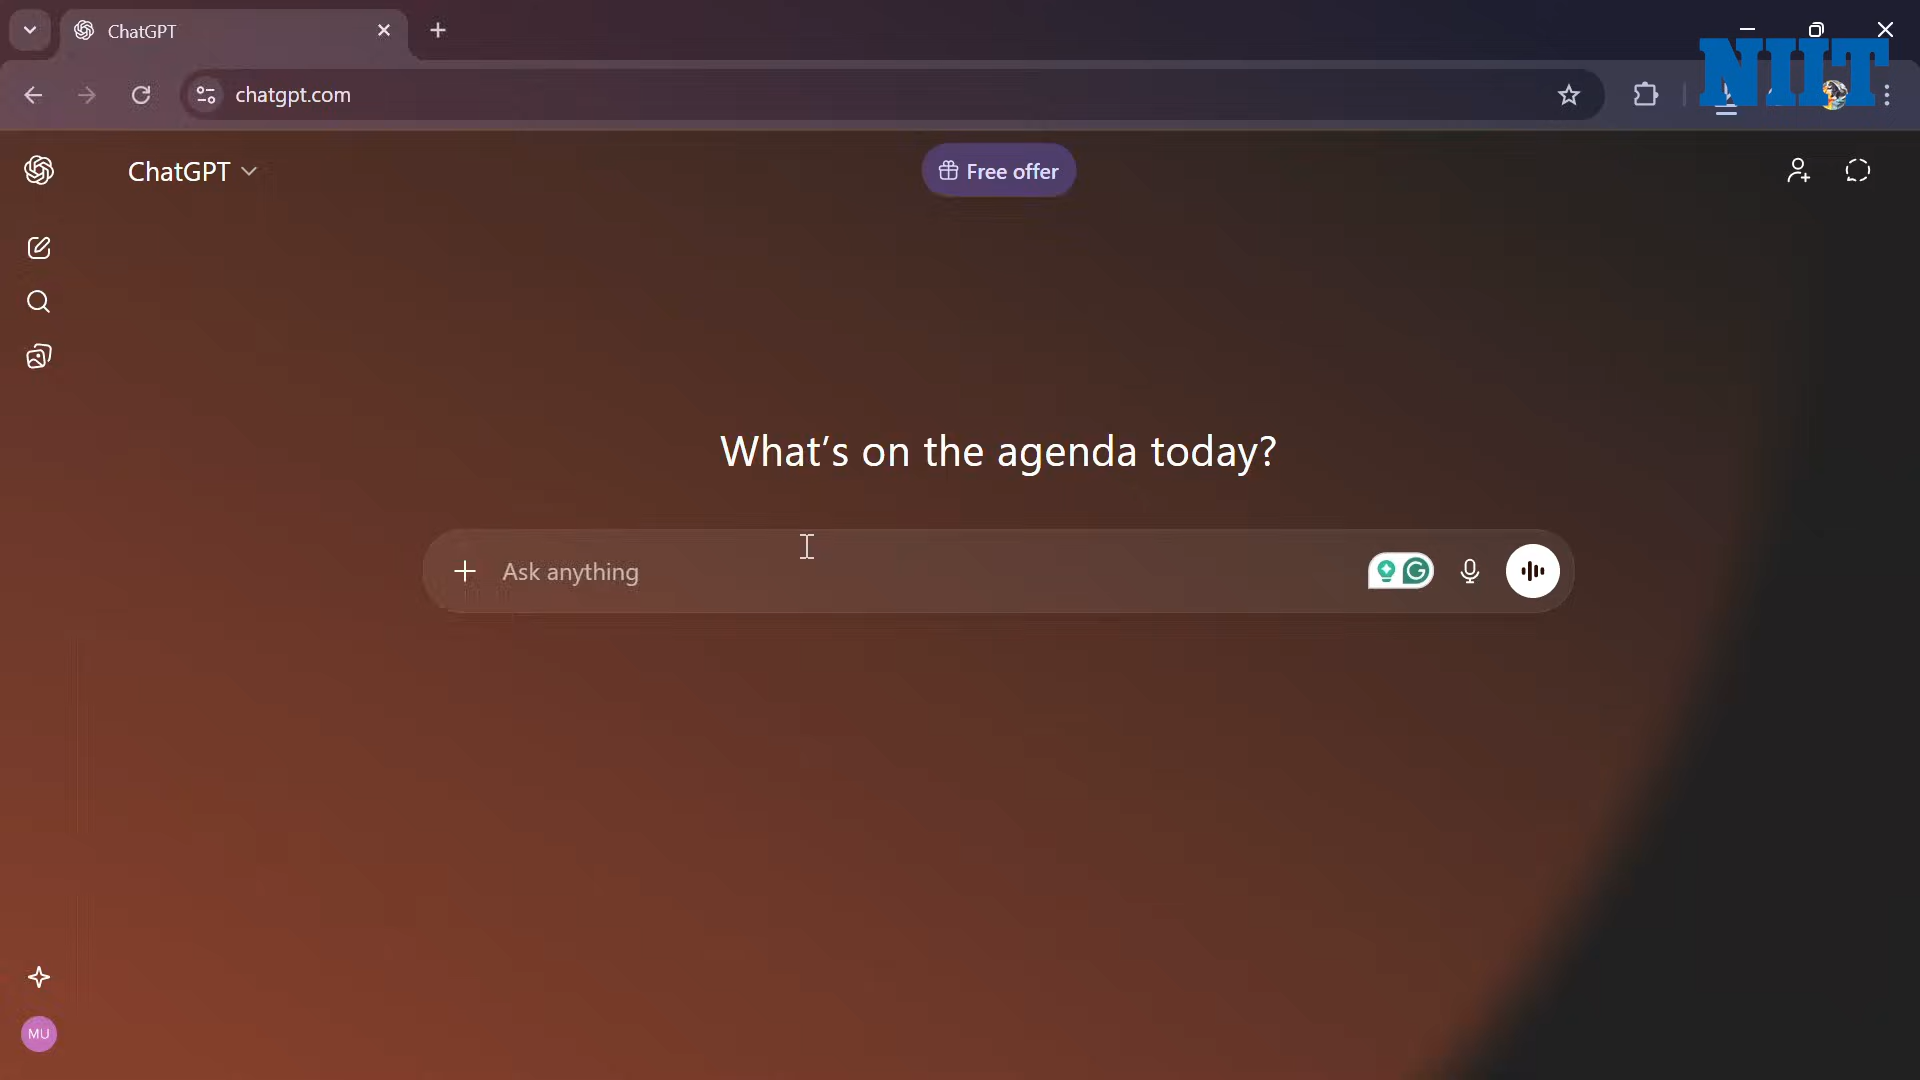 ChatGPT
NIIT
chatgpt.com
ChatGPT
Free offer
What's on the agenda today?
Ask anything
MU